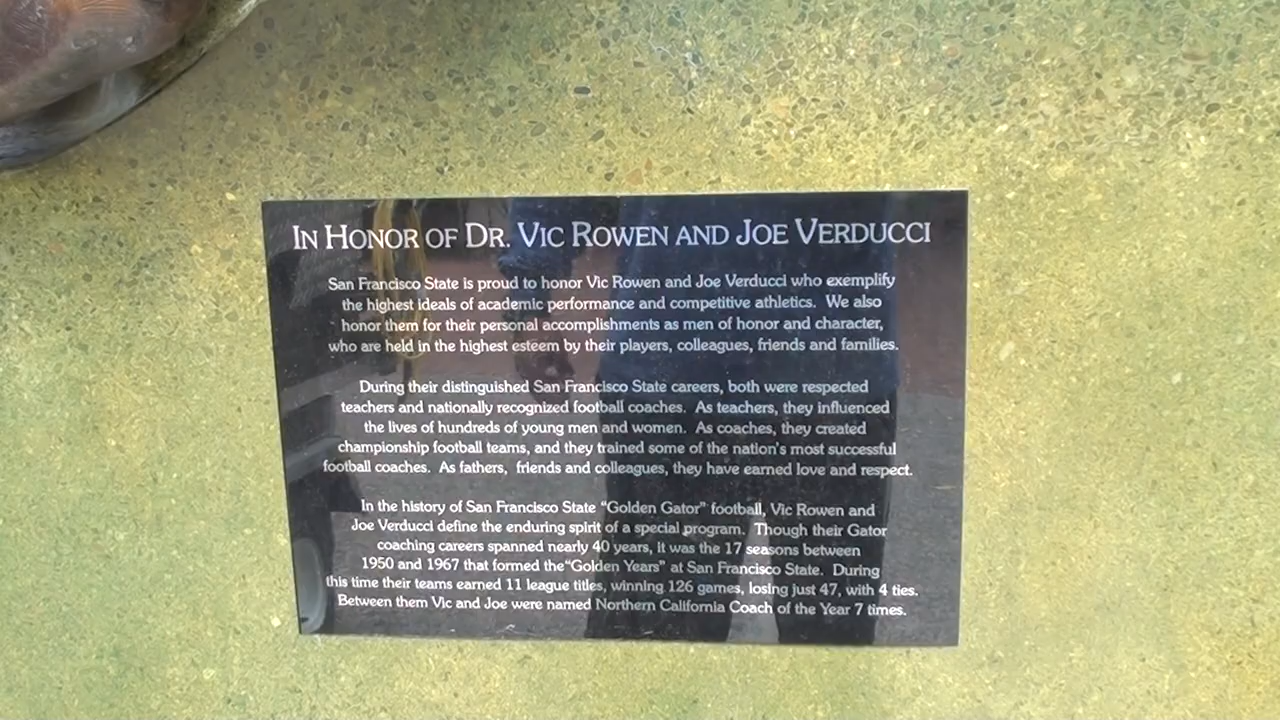 IN HONOR OF DR. VIC ROWEN AND JOE VERDUCCI
San Francisco State is proud to honor Vic Rowen and Joe Verducci who exemplify
the highest ideals of academic performance and competitive athletics. We also
honor them for their personal accomplishments as men of honor and character,
who are held in the highest esteem by their players, colleagues, friends and families.
During their distinguished San Francisco State careers, both were respected
teachers and nationally recognized football coaches. As teachers, they influenced
the lives of hundreds of young men and women. As coaches, they created
championship football teams, and they trained some of the nation's most successful
football coaches. As fathers, friends and colleagues, they have earned love and respect.
In the history of San Francisco State "Golden Gator" football, Vic Rowen and
Joe Verducci define the enduring spirit of a special program. Though their Gator
coaching careers spanned nearly 40 years, it was the 17 seasons between
1950 and 1967 that formed the "Golden Years" at San Francisco State. During
this time their teams earned 11 league titles, winning 126 games, losing just 47, with 4 ties.
Between them Vic and Joe were named Northern California Coach of the Year 7 times.